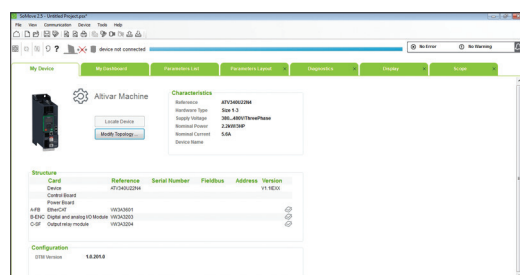 SoMove 2.5 - Untitled Project.psx*
File View Communication Device Tools Help
device not connected
No Error No Warning
My Device My Dashboard Parameters List Parameters Layout Diagnostics Display Scope
Altivar Machine
Locate Device
Modify Topology ...
Characteristics
Reference ATV340U22N4
Hardware Type Size 1-3
Supply Voltage 380...480V/ThreePhase
Nominal Power 2.2kW/3HP
Nominal Current 5.6A
Device Name
Structure
Card Reference Serial Number Fieldbus Address Version
Device ATV340U22N4 V1.1IEXX
Control Board
Power Board
A-FB EtherCAT VW3A3601
B-ENC Digital and analog I/O Module VW3A3203
C-SF Output relay module VW3A3204
Configuration
DTM Version 1.0.201.0